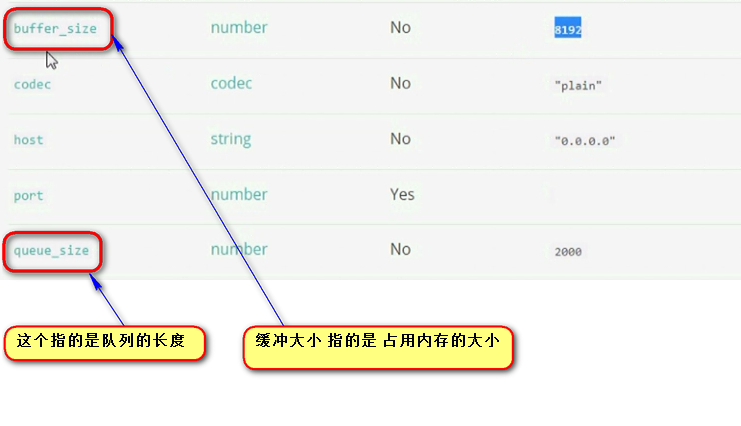 buffer_size number No 8192
codec codec No "plain"
host string No "0.0.0.0"
port number Yes
queue_size number No 2000
这个指的是队列的长度
缓冲大小 指的是 占用内存的大小